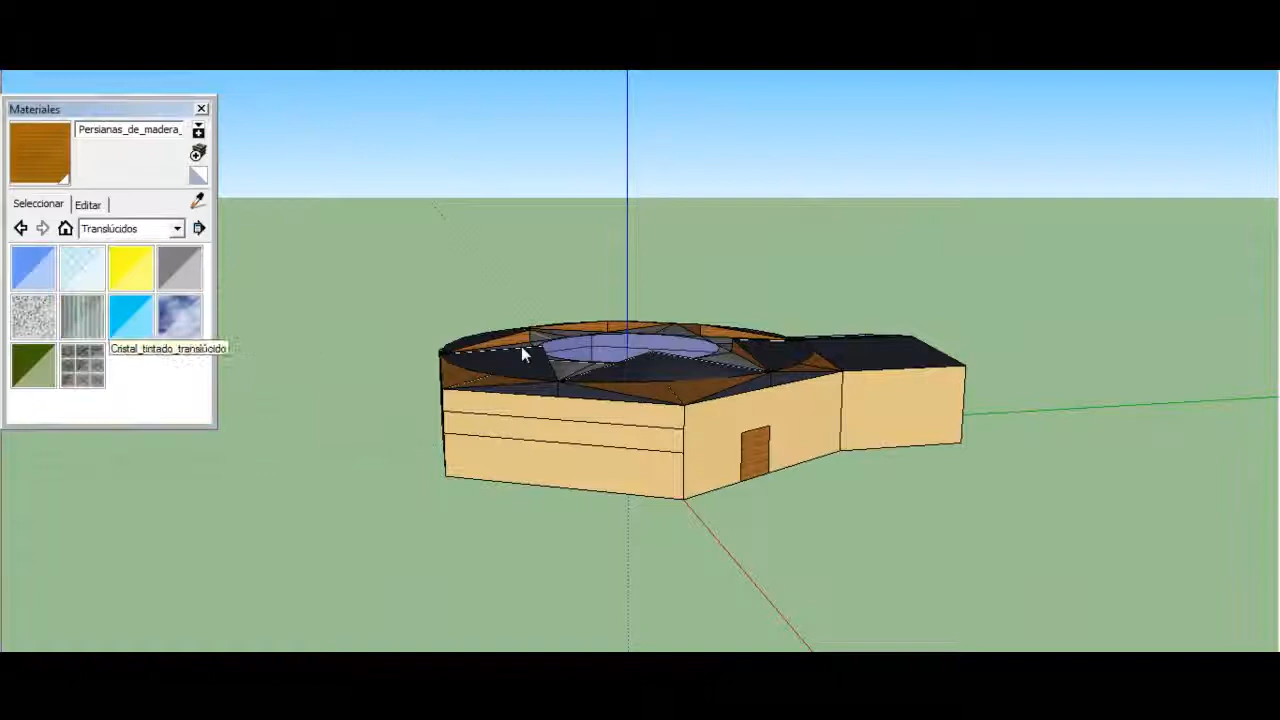 Materiales
Persianas_de_madera_
Seleccionar
Editar
Translúcidos
Cristal_tintado_translúcido